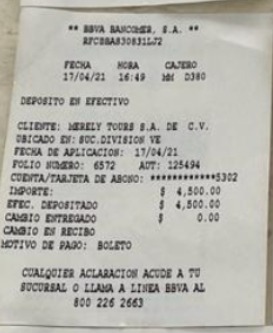 ** BBVA BANCOMER, S.A. **
RFCBBA830831LJ2
FECHA HORA CAJERO
17/04/21 16:49 MM D380
DEPOSITO EN EFECTIVO
CLIENTE: MERELY TOURS S.A. DE C.V.
UBICADO EN: SUC.DIVISION VE
FECHA DE APLICACION: 17/04/21
FOLIO NUMERO: 6572 AUT: 125494
CUENTA/TARJETA DE ABONO: ************5302
IMPORTE: $ 4,500.00
EFEC. DEPOSITADO $ 4,500.00
CAMBIO ENTREGADO $ 0.00
CAMBIO EN RECIBO
MOTIVO DE PAGO: BOLETO
CUALQUIER ACLARACION ACUDE A TU
SUCURSAL O LLAMA A LINEA BBVA AL
800 226 2663